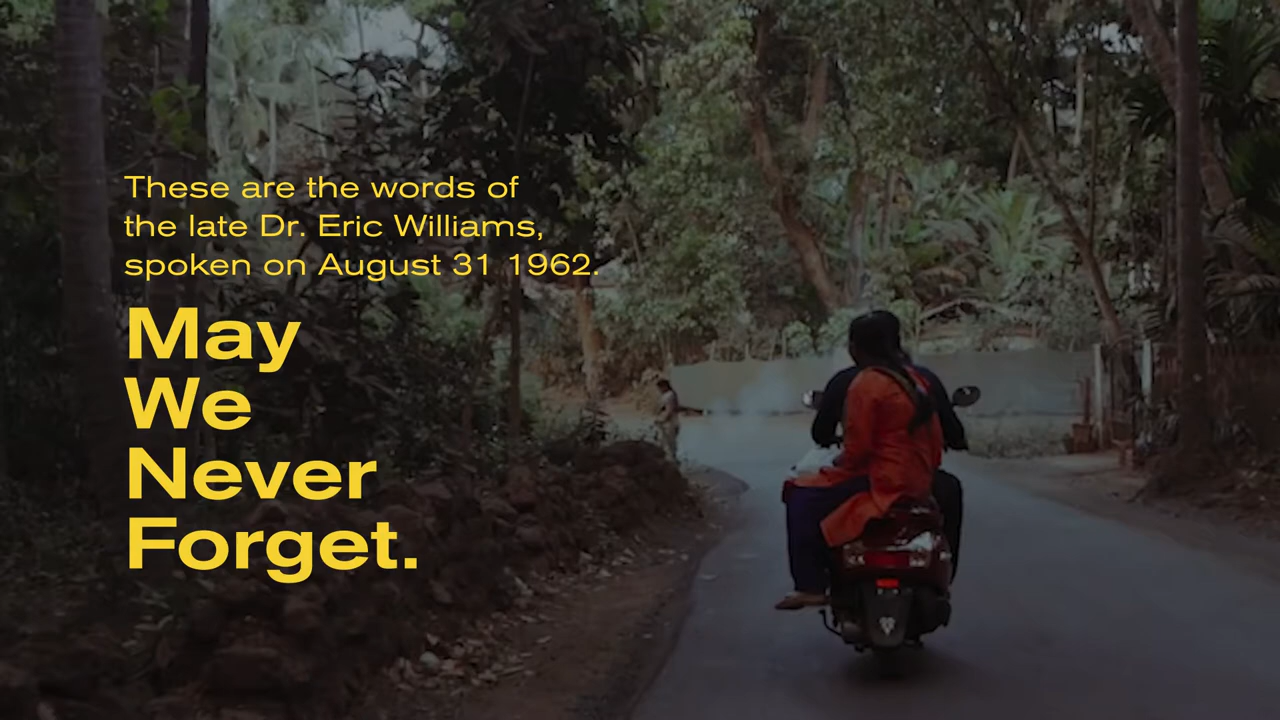 These are the words of
the late Dr. Eric Williams,
spoken on August 31 1962.
May
We
Never
Forget.